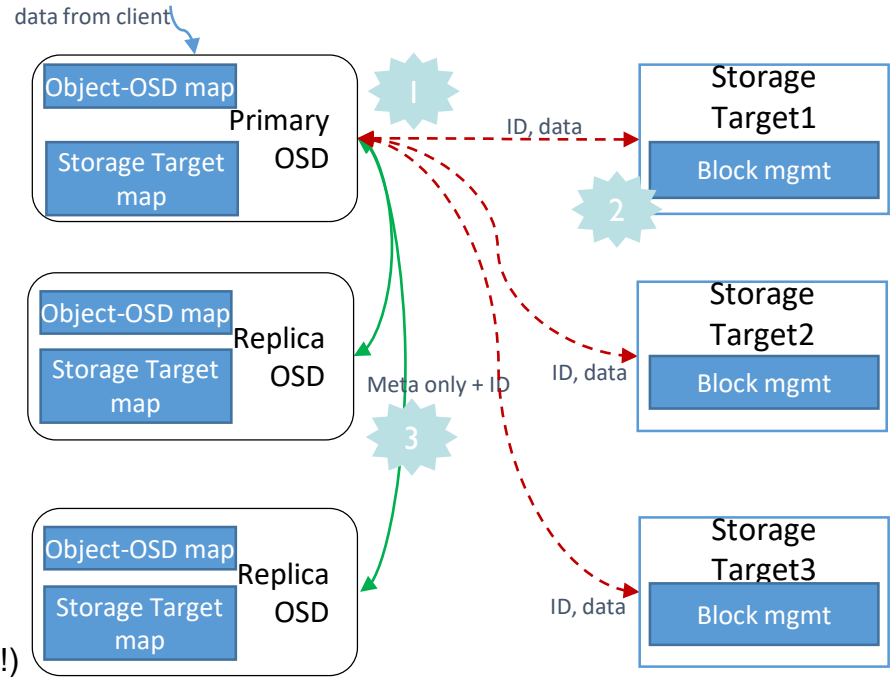 data from client
Object-OSD map
Primary
OSD
Storage Target
map
1
ID, data
Storage
Target1
Block mgmt
2
Object-OSD map
Replica
OSD
Storage Target
map
Meta only + ID
3
ID, data
Storage
Target2
Block mgmt
Object-OSD map
Replica
OSD
Storage Target
map
ID, data
Storage
Target3
Block mgmt
!)